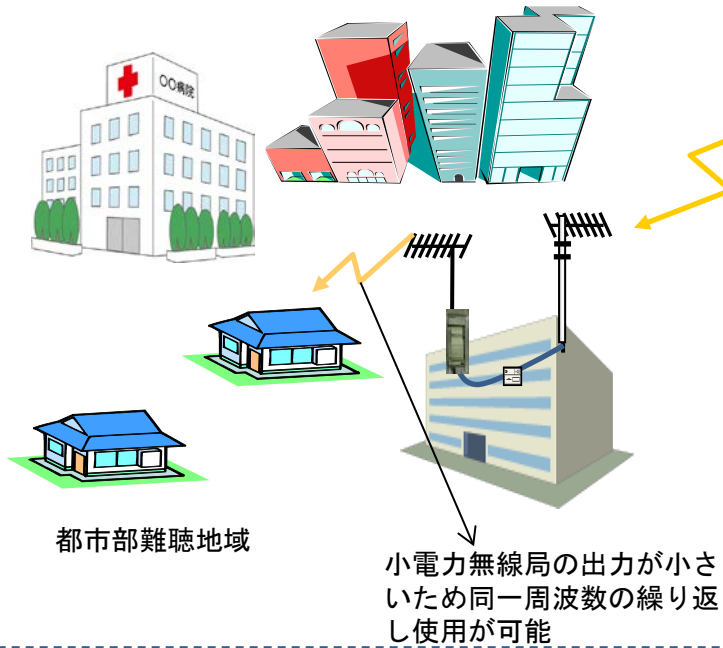 〇〇病院
都市部難聴地域
小電力無線局の出力が小さ
いため同一周波数の繰り返
し使用が可能